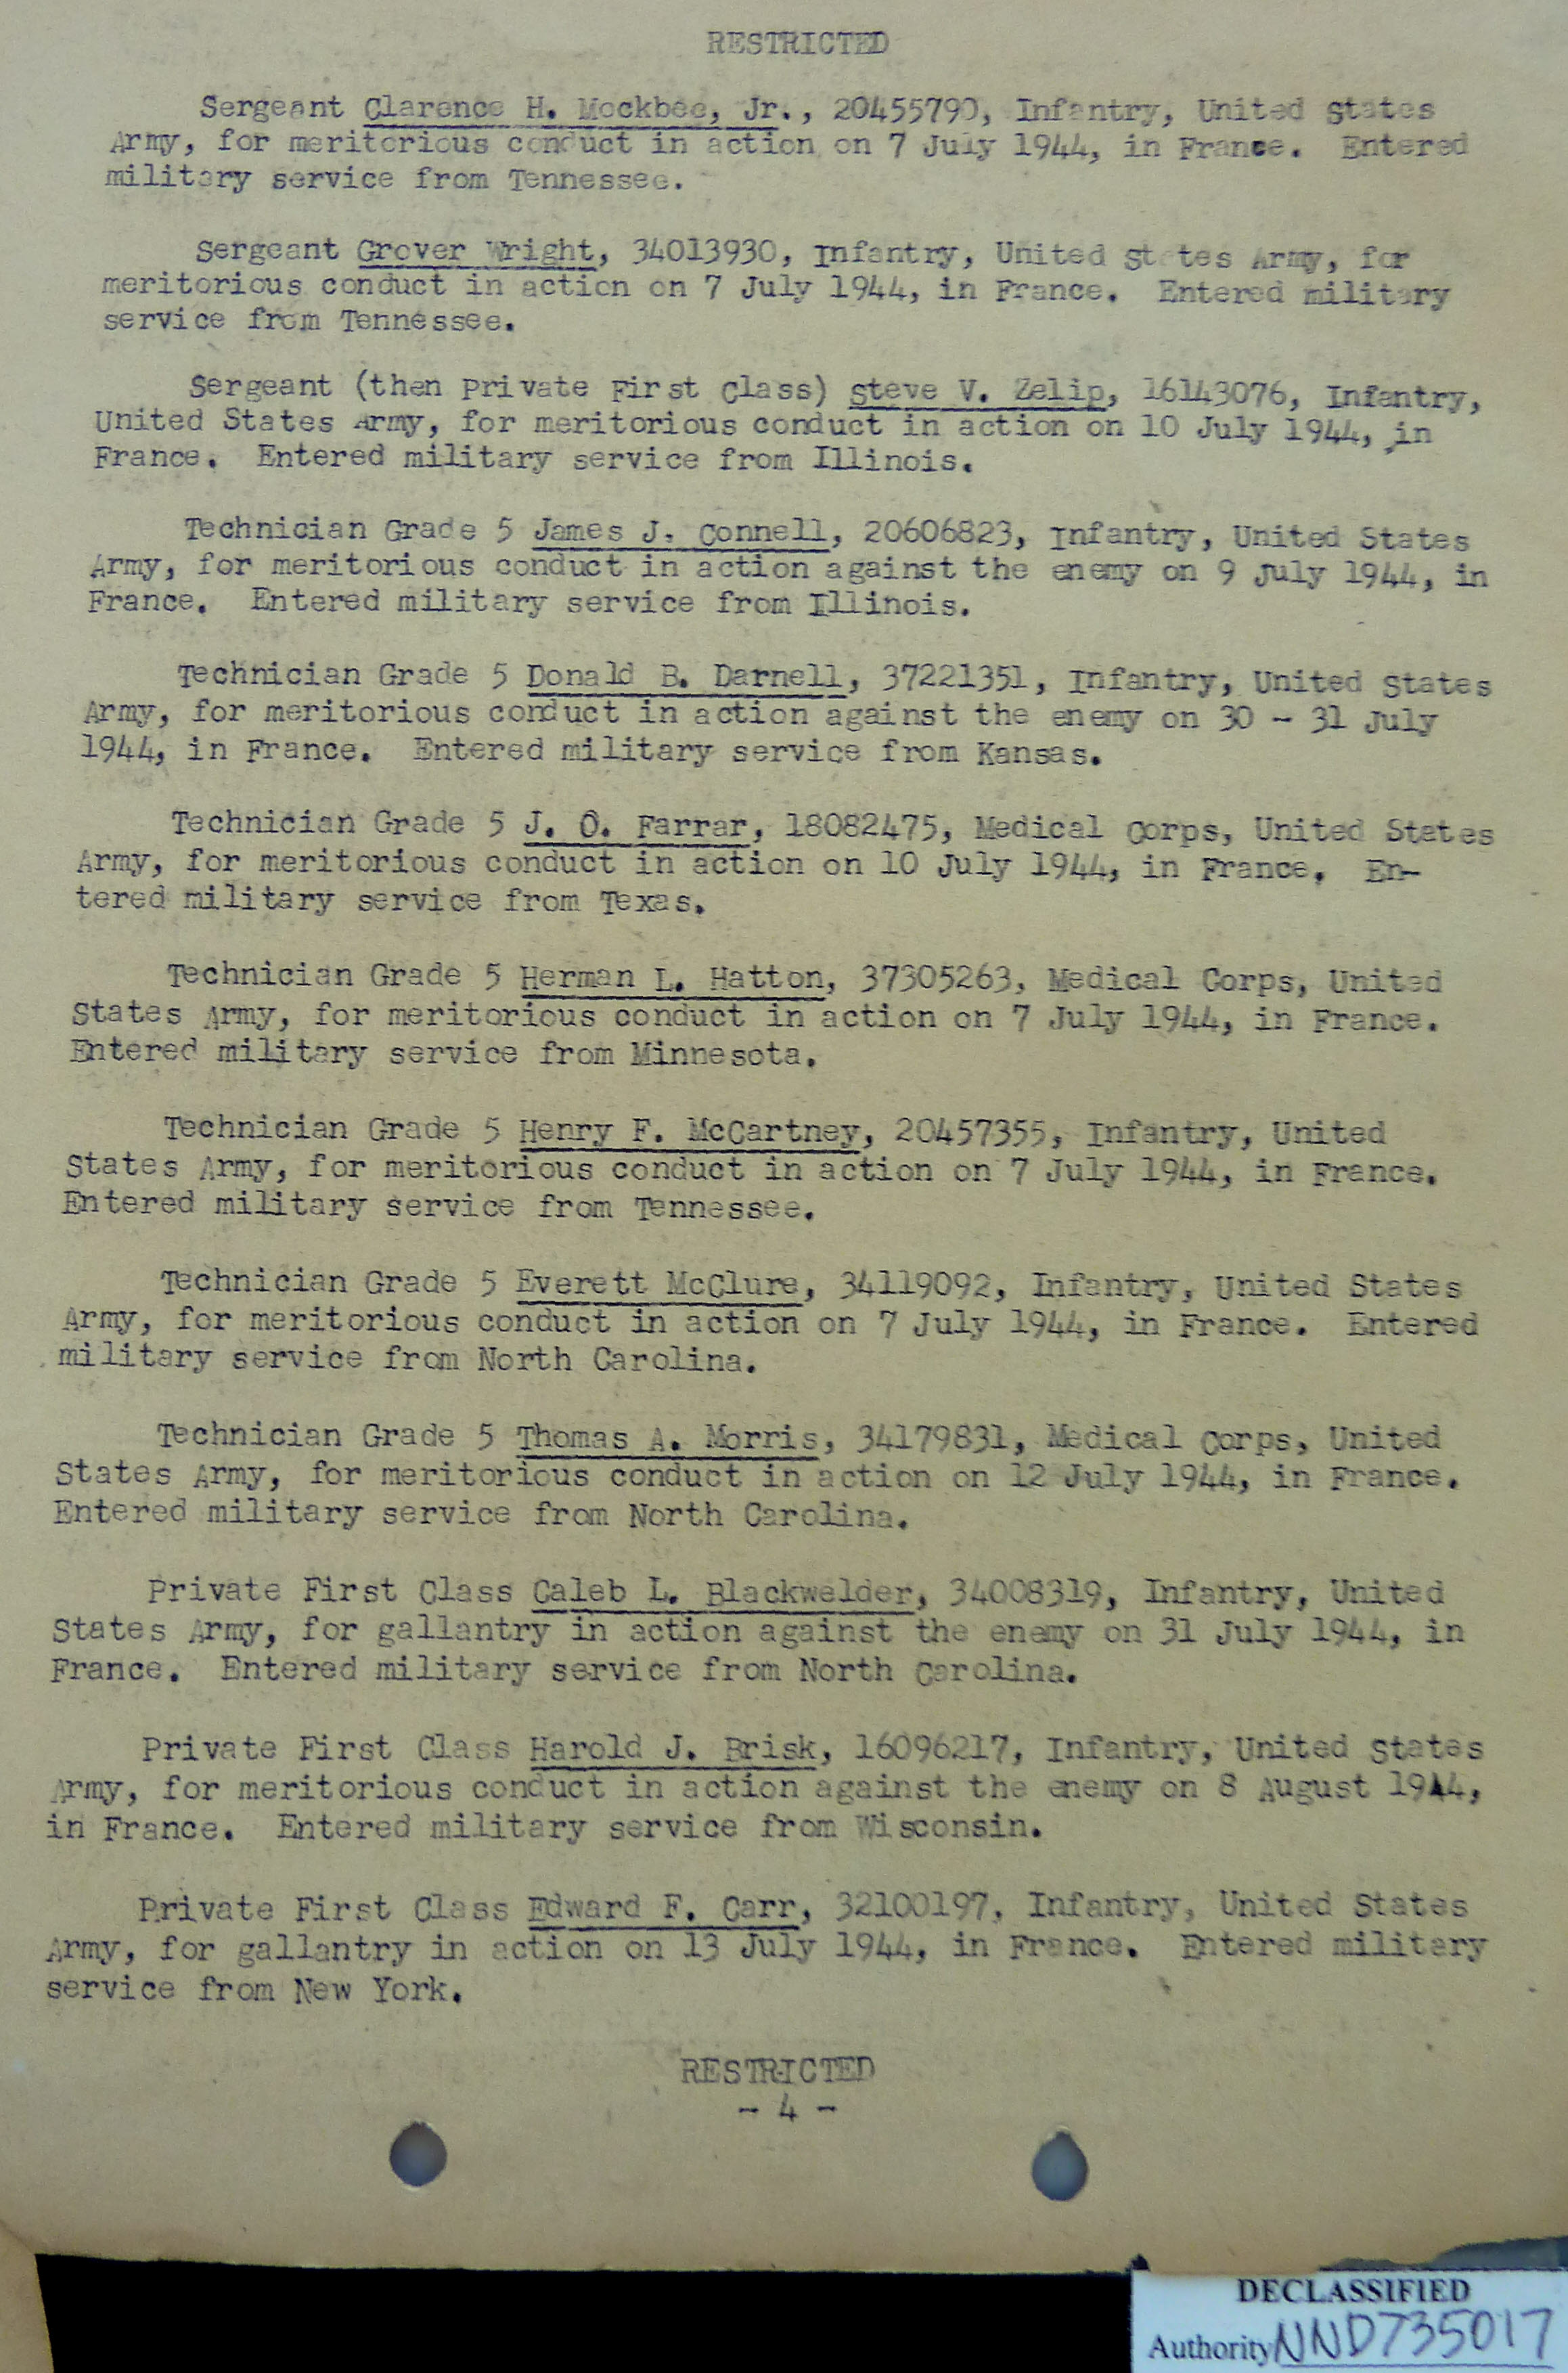 RESTRICTED
Sergeant Clarence H. Mockbee, Jr., 20455790, Infantry, United States
Army, for meritorious conduct in action on 7 July 1944, in France. Entered
military service from Tennessee.
Sergeant Grover Wright, 34013930, Infantry, United States Army, for
meritorious conduct in action on 7 July 1944, in France. Entered military
service from Tennessee.
Sergeant (then Private First Class) Steve V. Zelip, 16143076, Infantry,
United States Army, for meritorious conduct in action on 10 July 1944, in
France. Entered military service from Illinois.
Technician Grade 5 James J. Connell, 20606823, Infantry, United States
Army, for meritorious conduct in action against the enemy on 9 July 1944, in
France. Entered military service from Illinois.
Technician Grade 5 Donald B. Darnell, 37221351, Infantry, United States
Army, for meritorious conduct in action against the enemy on 30 - 31 July
1944, in France. Entered military service from Kansas.
Technician Grade 5 J. O. Farrar, 18082475, Medical Corps, United States
Army, for meritorious conduct in action on 10 July 1944, in France. En-
tered military service from Texas.
Technician Grade 5 Herman L. Hatton, 37305263, Medical Corps, United
States Army, for meritorious conduct in action on 7 July 1944, in France.
Entered military service from Minnesota.
Technician Grade 5 Henry F. McCartney, 20457355, Infantry, United
States Army, for meritorious conduct in action on 7 July 1944, in France.
Entered military service from Tennessee.
Technician Grade 5 Everett McClure, 34119092, Infantry, United States
Army, for meritorious conduct in action on 7 July 1944, in France. Entered
military service from North Carolina.
Technician Grade 5 Thomas A. Morris, 34179831, Medical Corps, United
States Army, for meritorious conduct in action on 12 July 1944, in France.
Entered military service from North Carolina.
Private First Class Caleb L. Blackwelder, 34008319, Infantry, United
States Army, for gallantry in action against the enemy on 31 July 1944, in
France. Entered military service from North Carolina.
Private First Class Harold J. Brisk, 16096217, Infantry, United States
Army, for meritorious conduct in action against the enemy on 8 August 1944,
in France. Entered military service from Wisconsin.
Private First Class Edward F. Carr, 32100197, Infantry, United States
Army, for gallantry in action on 13 July 1944, in France. Entered military
service from New York.
RESTRICTED
- 4 -
DECLASSIFIED
Authority NND735017